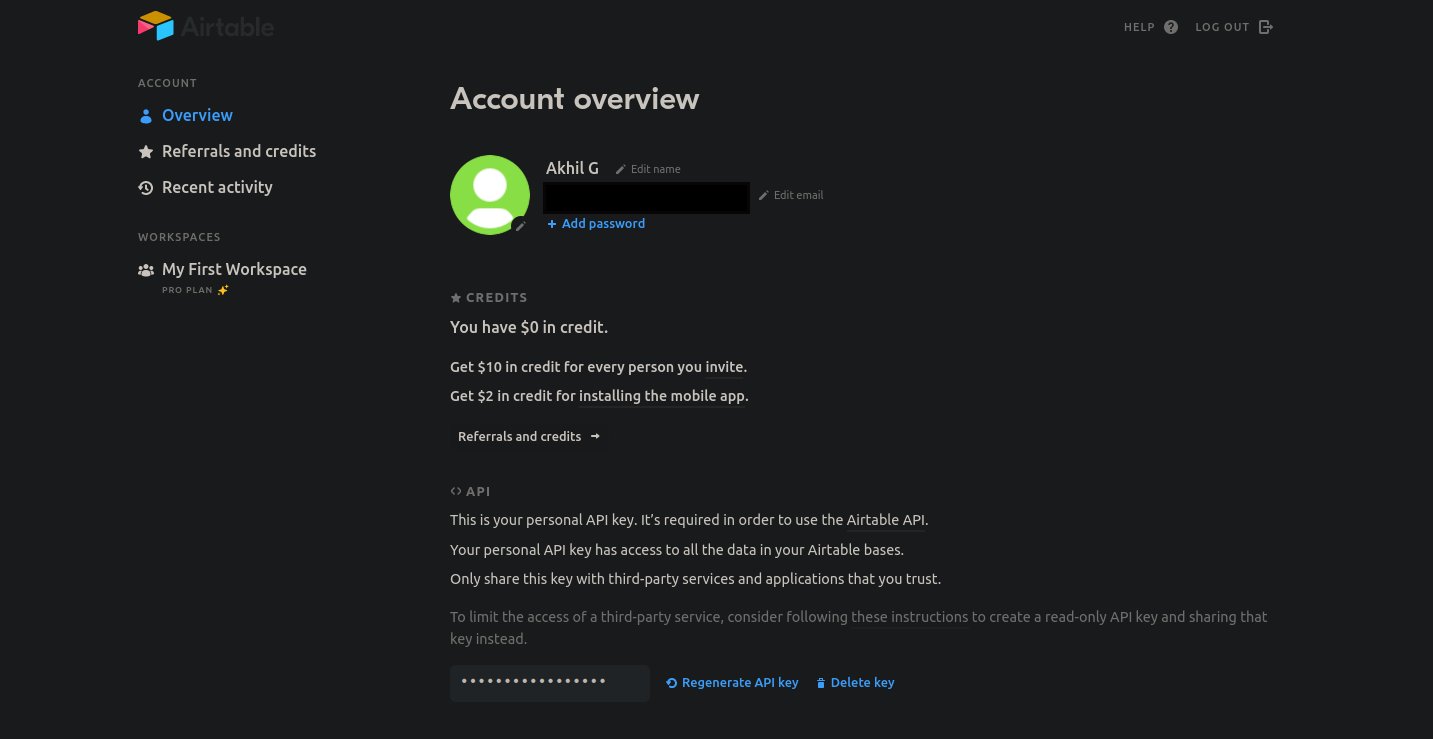 Airtable
HELP
LOG OUT
ACCOUNT
Overview
Referrals and credits
Recent activity
WORKSPACES
My First Workspace
PRO PLAN
Account overview
Akhil G
Edit name
Edit email
+ Add password
CREDITS
You have $0 in credit.
Get $10 in credit for every person you invite.
Get $2 in credit for installing the mobile app.
Referrals and credits
API
This is your personal API key. It’s required in order to use the Airtable API.
Your personal API key has access to all the data in your Airtable bases.
Only share this key with third-party services and applications that you trust.
To limit the access of a third-party service, consider following these instructions to create a read-only API key and sharing that
key instead.
•••••••••••••••••
Regenerate API key
Delete key